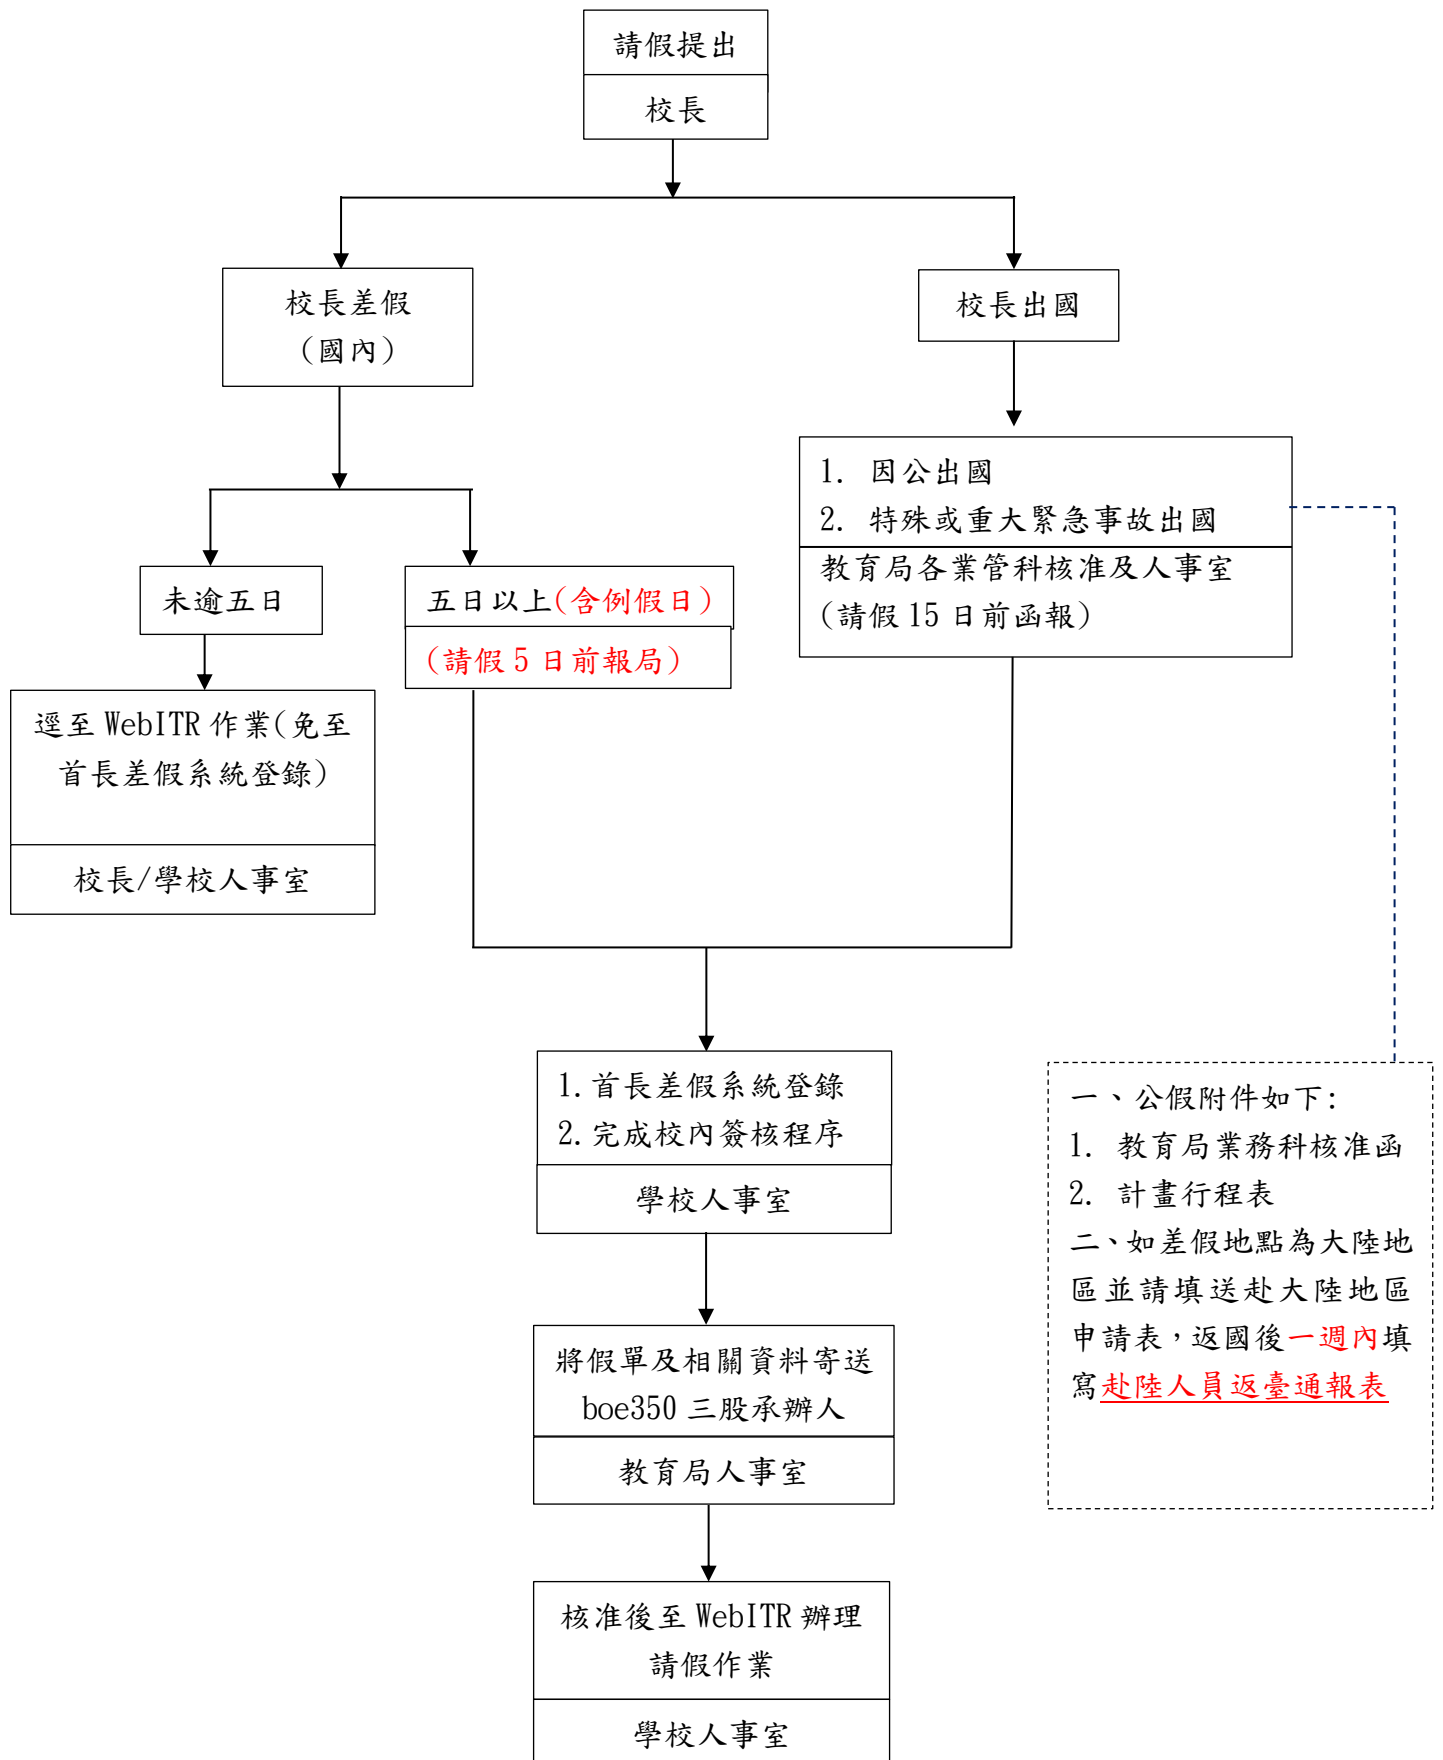 請假提出
校長
校長差假
(國內)
校長出國
1. 因公出國
2. 特殊或重大緊急事故出國
教育局各業管科核准及人事室
(請假 15 日前函報)
未逾五日
五日以上(含例假日)
(請假 5 日前報局)
逕至 WebITR 作業(免至
首長差假系統登錄)
校長/學校人事室
1.首長差假系統登錄
2.完成校內簽核程序
學校人事室
一、公假附件如下:
1. 教育局業務科核准函
2. 計畫行程表
二、如差假地點為大陸地
區並請填送赴大陸地區
申請表，返國後一週內填
寫赴陸人員返臺通報表
將假單及相關資料寄送
boe350 三股承辦人
教育局人事室
核准後至 WebITR 辦理
請假作業
學校人事室